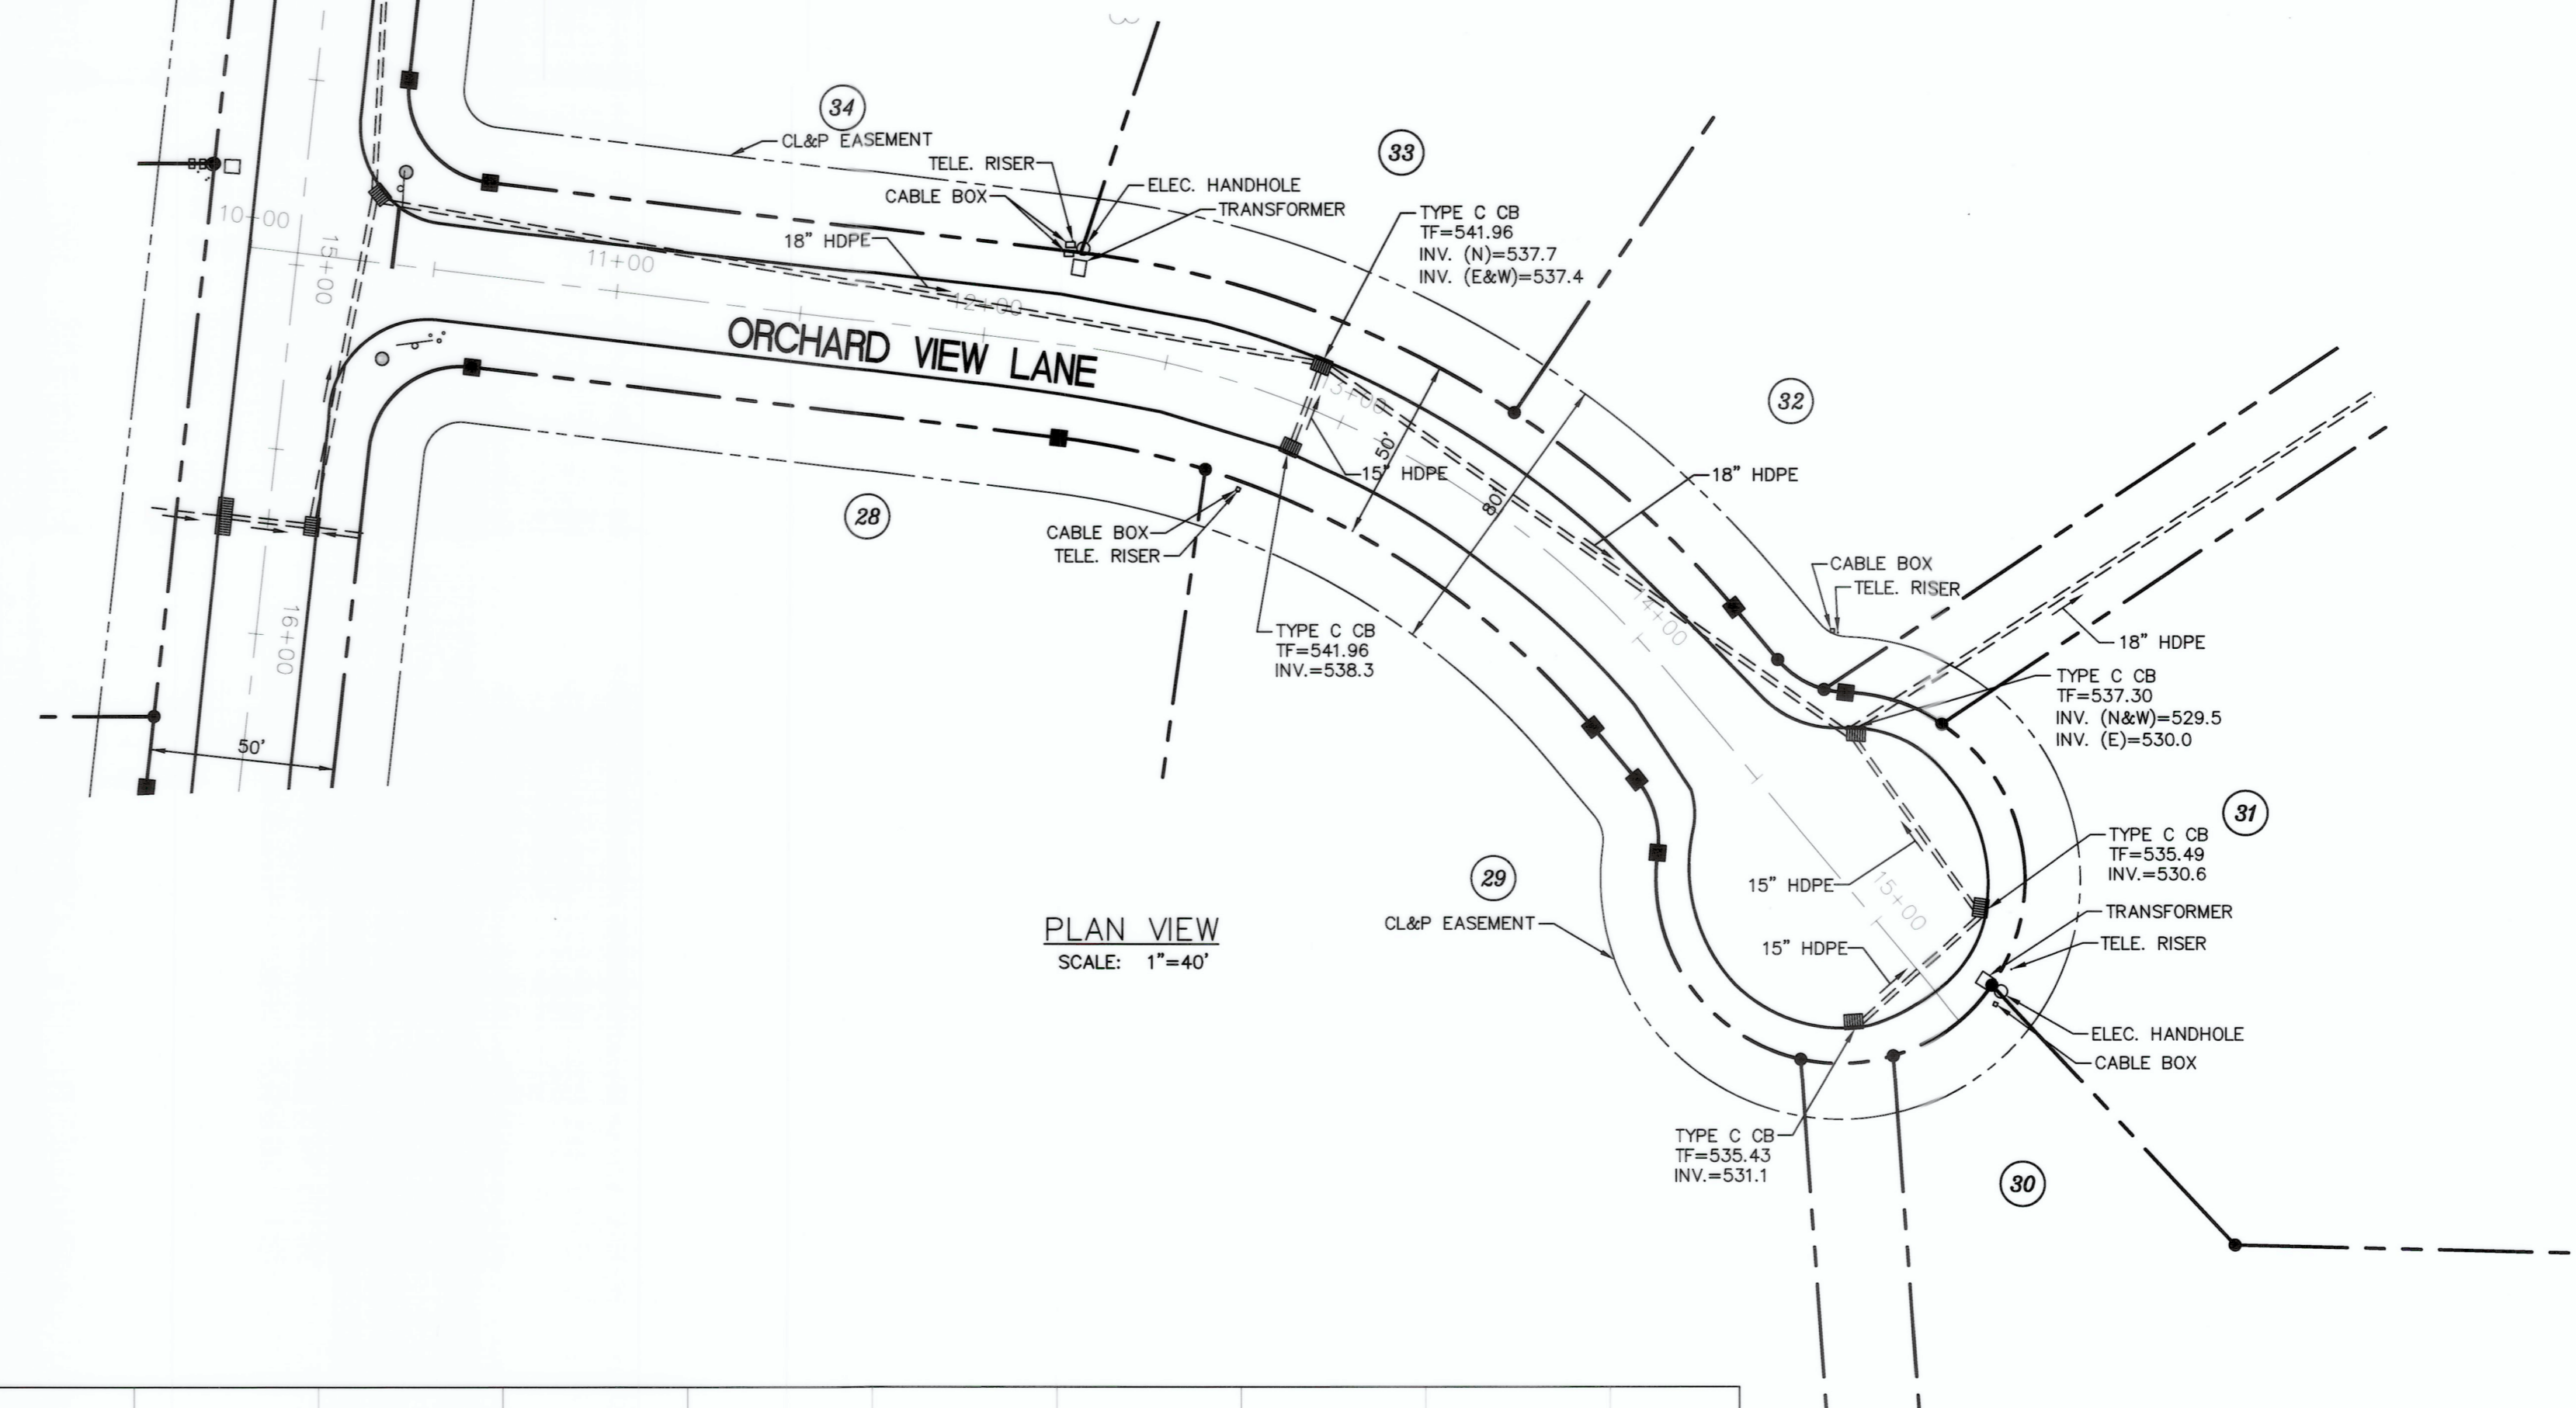 34
CL&P EASEMENT
TELE. RISER
CABLE BOX
ELEC. HANDHOLE
TRANSFORMER
33
TYPE C CB
TF=541.96
INV. (N)=537.7
INV. (E&W)=537.4
10+00
15+00
18" HDPE
11+00
12+00
ORCHARD VIEW LANE
13+00
50'
15" HDPE
80'
32
18" HDPE
28
CABLE BOX
TELE. RISER
CABLE BOX
TELE. RISER
16+00
14+00
TYPE C CB
TF=541.96
INV.=538.3
18" HDPE
TYPE C CB
TF=537.30
INV. (N&W)=529.5
INV. (E)=530.0
50'
31
TYPE C CB
TF=535.49
INV.=530.6
29
15" HDPE
15+00
CL&P EASEMENT
TRANSFORMER
PLAN VIEW
SCALE: 1"=40'
15" HDPE
TELE. RISER
ELEC. HANDHOLE
CABLE BOX
TYPE C CB
TF=535.43
INV.=531.1
30